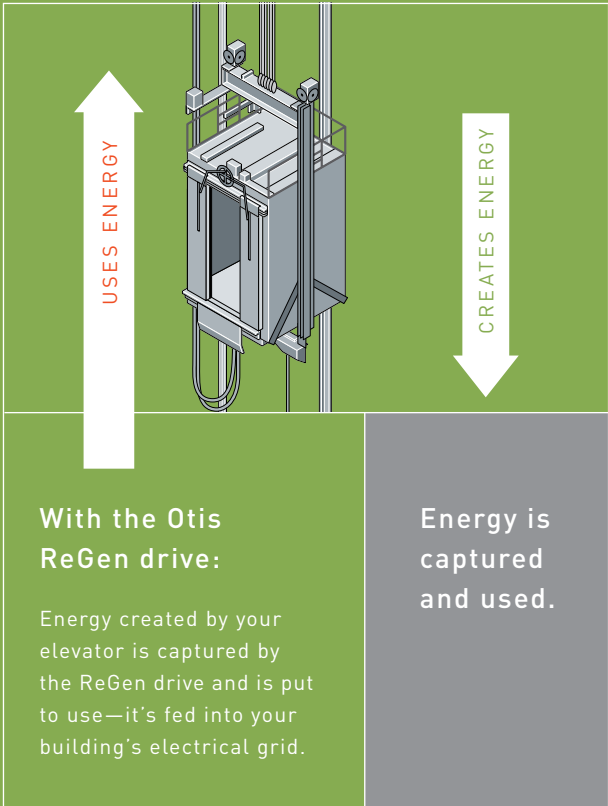 USES ENERGY
CREATES ENERGY
With the Otis
ReGen drive:
Energy created by your
elevator is captured by
the ReGen drive and is put
to use—it’s fed into your
building’s electrical grid.
Energy is
captured
and used.